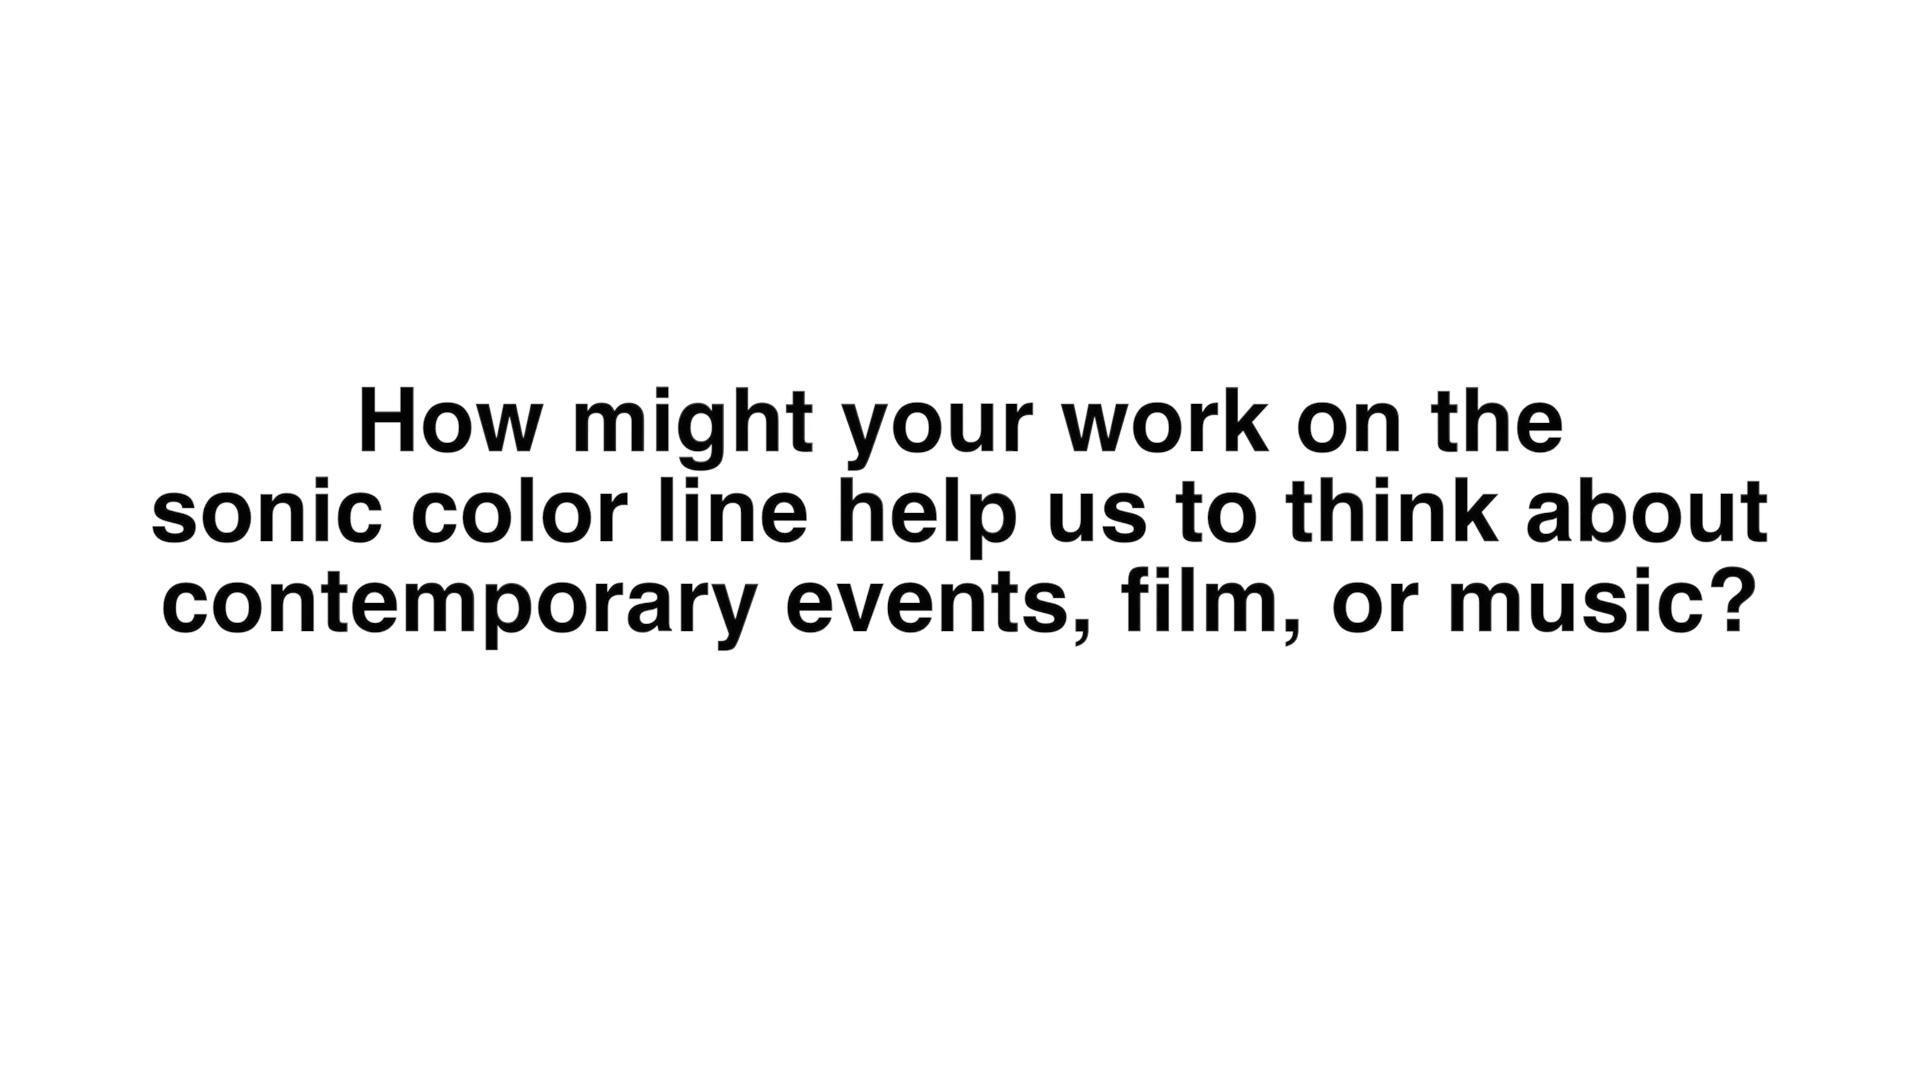 How might your work on the
sonic color line help us to think about
contemporary events, film, or music?